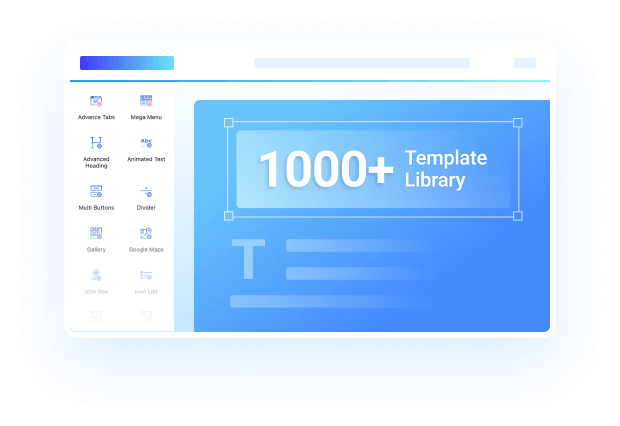 Advance Tabs
Mega Menu
Abc
Advanced
Heading
Animated Text
Multi Buttons
Divider
Gallery
Google Maps
Icon Box
Icon List
1000+
Template
Library
T